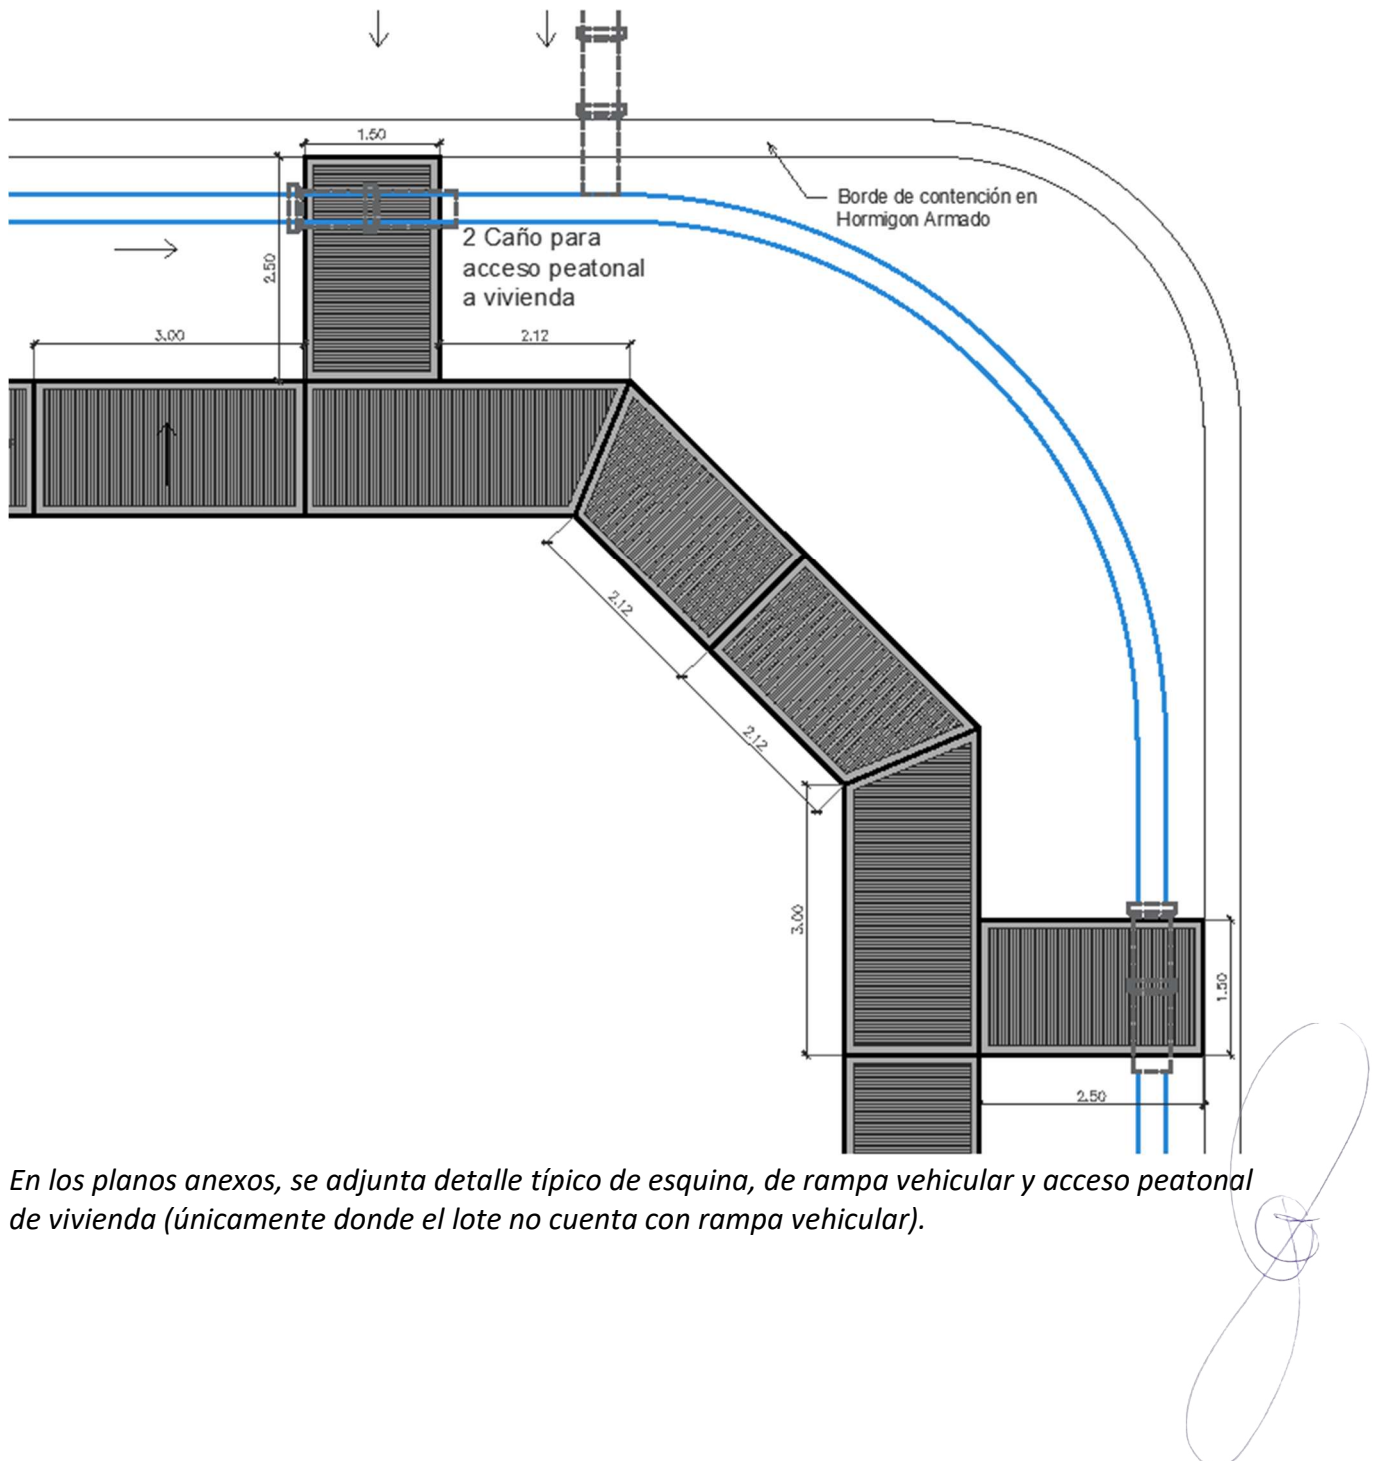 1.50
Borde de contención en
Hormigon Armado
2 Caño para
acceso peatonal
a vivienda
2.50
3.00
2.12
2.12
2.12
3.00
1.50
2.50
En los planos anexos, se adjunta detalle típico de esquina, de rampa vehicular y acceso peatonal
de vivienda (únicamente donde el lote no cuenta con rampa vehicular).